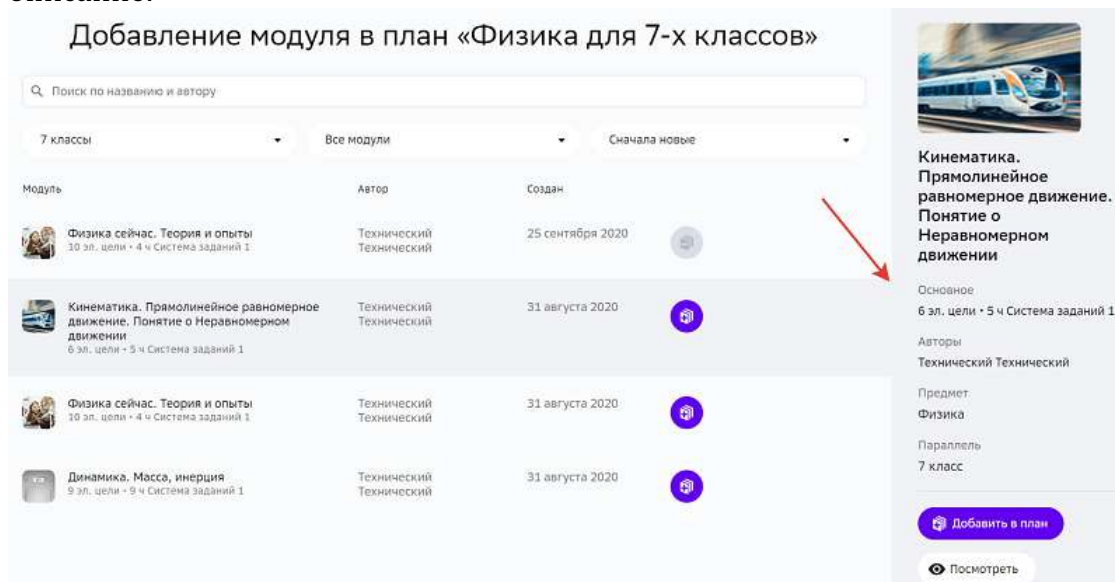 описание.
Добавление модуля в план «Физика для 7-х классов»
Поиск по названию и автору
7 классы
Все модули
Сначала новые
Модуль
Автор
Создан
Физика сейчас. Теория и опыты
10 эл. цели • 4 ч Система заданий 1
Технический
Технический
25 сентября 2020
Кинематика. Прямолинейное равномерное
движение. Понятие о Неравномерном
движении
6 эл. цели • 5 ч Система заданий 1
Технический
Технический
31 августа 2020
Физика сейчас. Теория и опыты
10 эл. цели • 4 ч Система заданий 1
Технический
Технический
31 августа 2020
Динамика. Масса, инерция
9 эл. цели • 9 ч Система заданий 1
Технический
Технический
31 августа 2020
Кинематика.
Прямолинейное
равномерное движение.
Понятие о
Неравномерном
движении
Основное
6 эл. цели • 5 ч Система заданий 1
Авторы
Технический Технический
Предмет
Физика
Параллель
7 класс
Добавить в план
Посмотреть